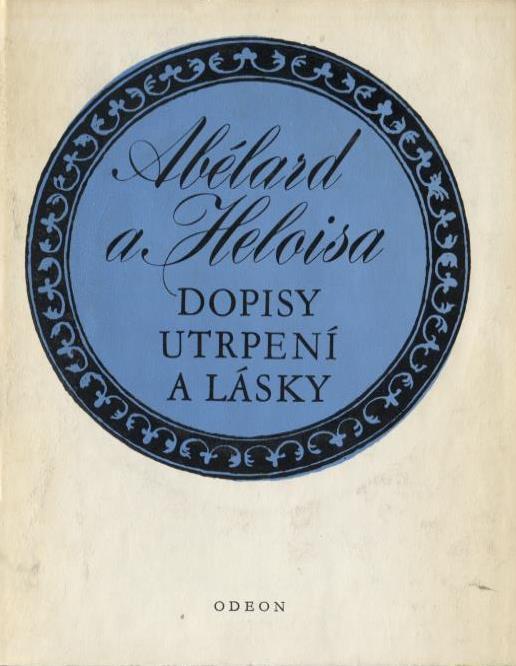 Abélard
a Heloisa
DOPISY
UTRPENÍ
A LÁSKY
ODEON